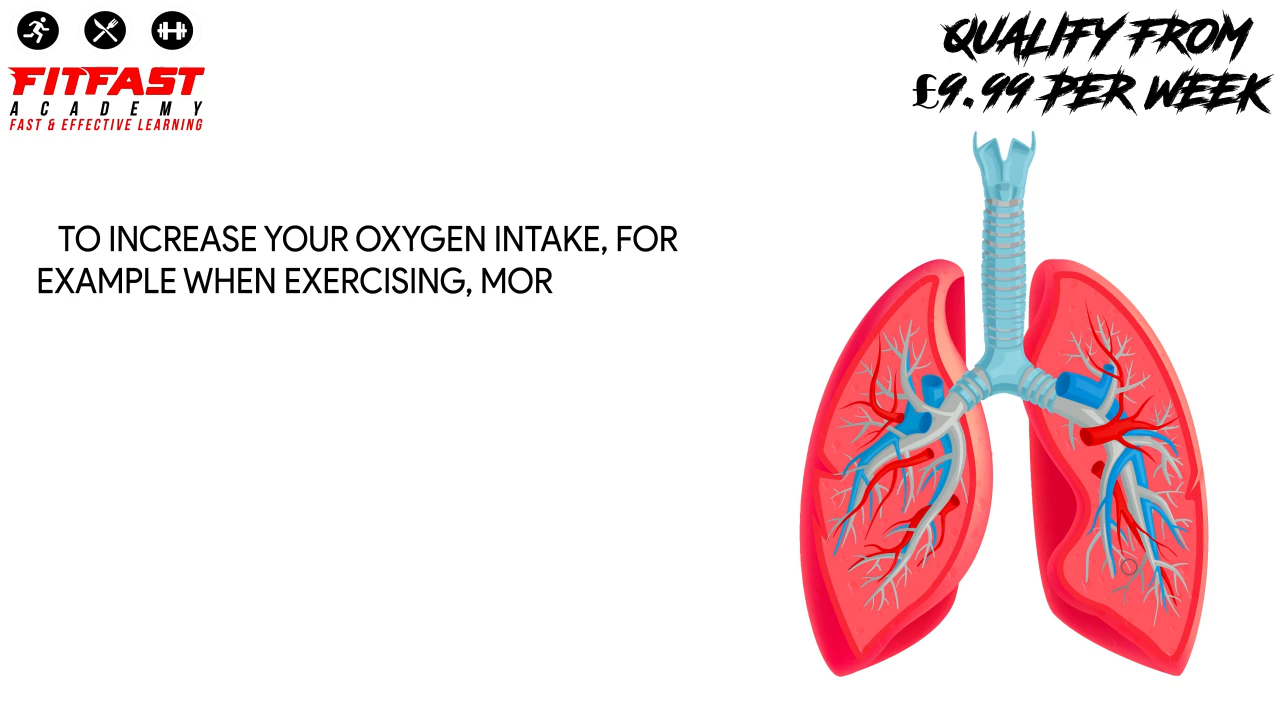 FITFAST
ACADEMY
FAST & EFFECTIVE LEARNING
QUALIFY FROM
£9.99 PER WEEK
TO INCREASE YOUR OXYGEN INTAKE, FOR
EXAMPLE WHEN EXERCISING, MOR